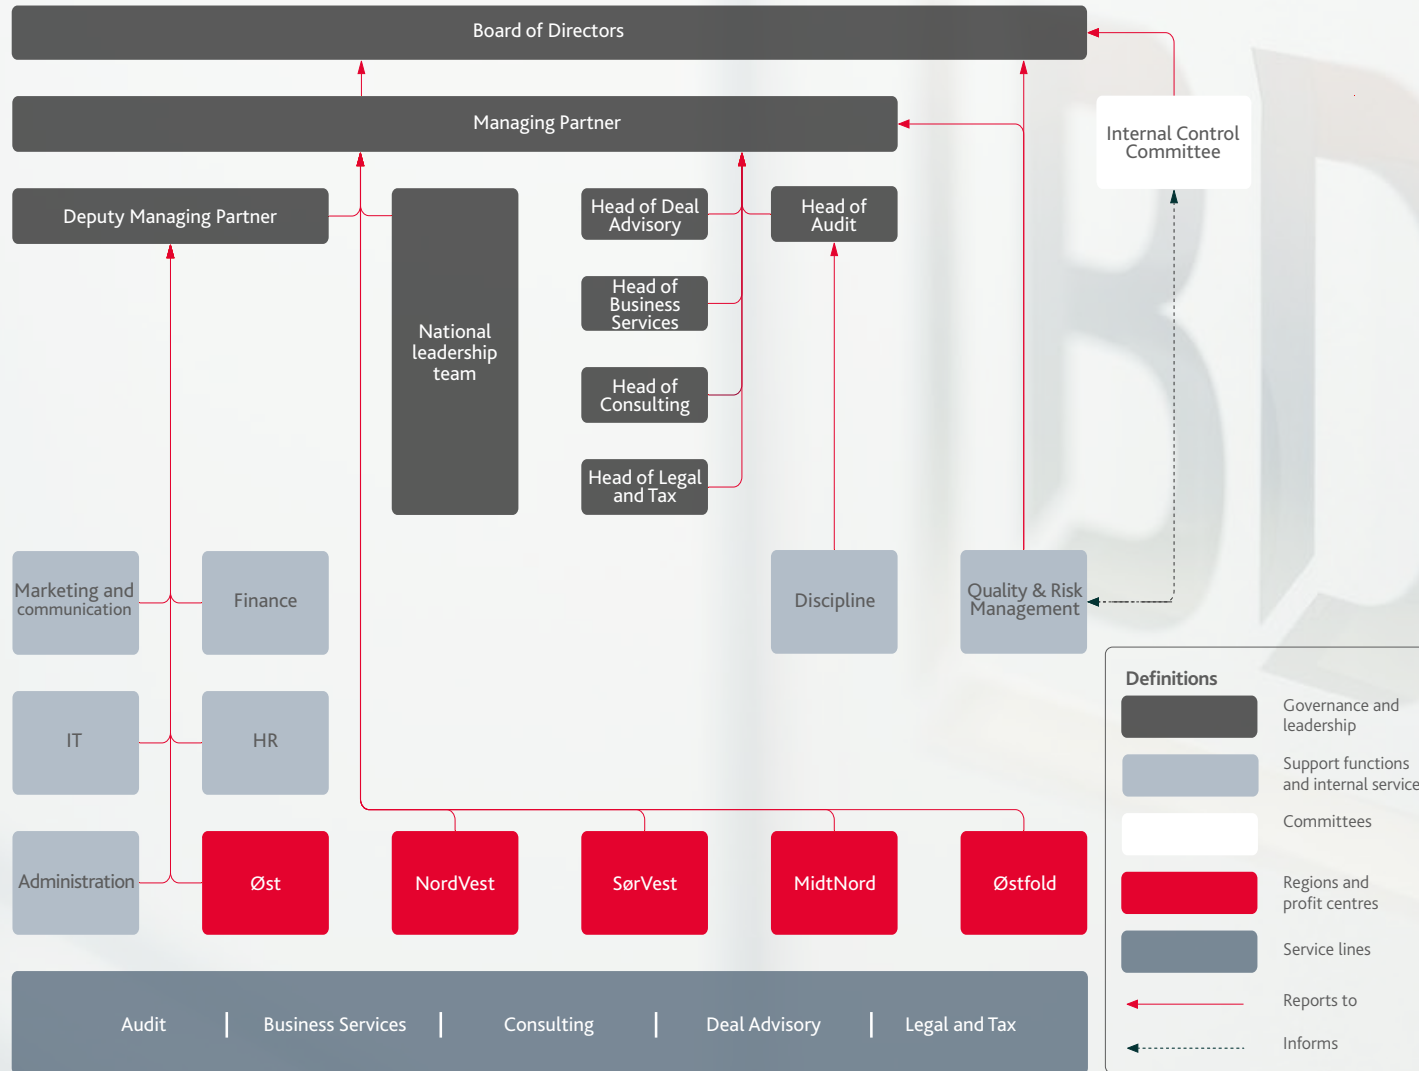 Board of Directors
Managing Partner
Internal Control
Committee
Deputy Managing Partner
National
leadership
team
Head of Deal
Advisory
Head of
Audit
Head of
Business
Services
Head of
Consulting
Head of Legal
and Tax
Marketing and
communication
Finance
Discipline
Quality & Risk
Management
IT
HR
Administration
Øst
NordVest
SørVest
MidtNord
Østfold
Audit | Business Services | Consulting | Deal Advisory | Legal and Tax
Definitions
Governance and
leadership
Support functions
and internal service
Committees
Regions and
profit centres
Service lines
Reports to
Informs